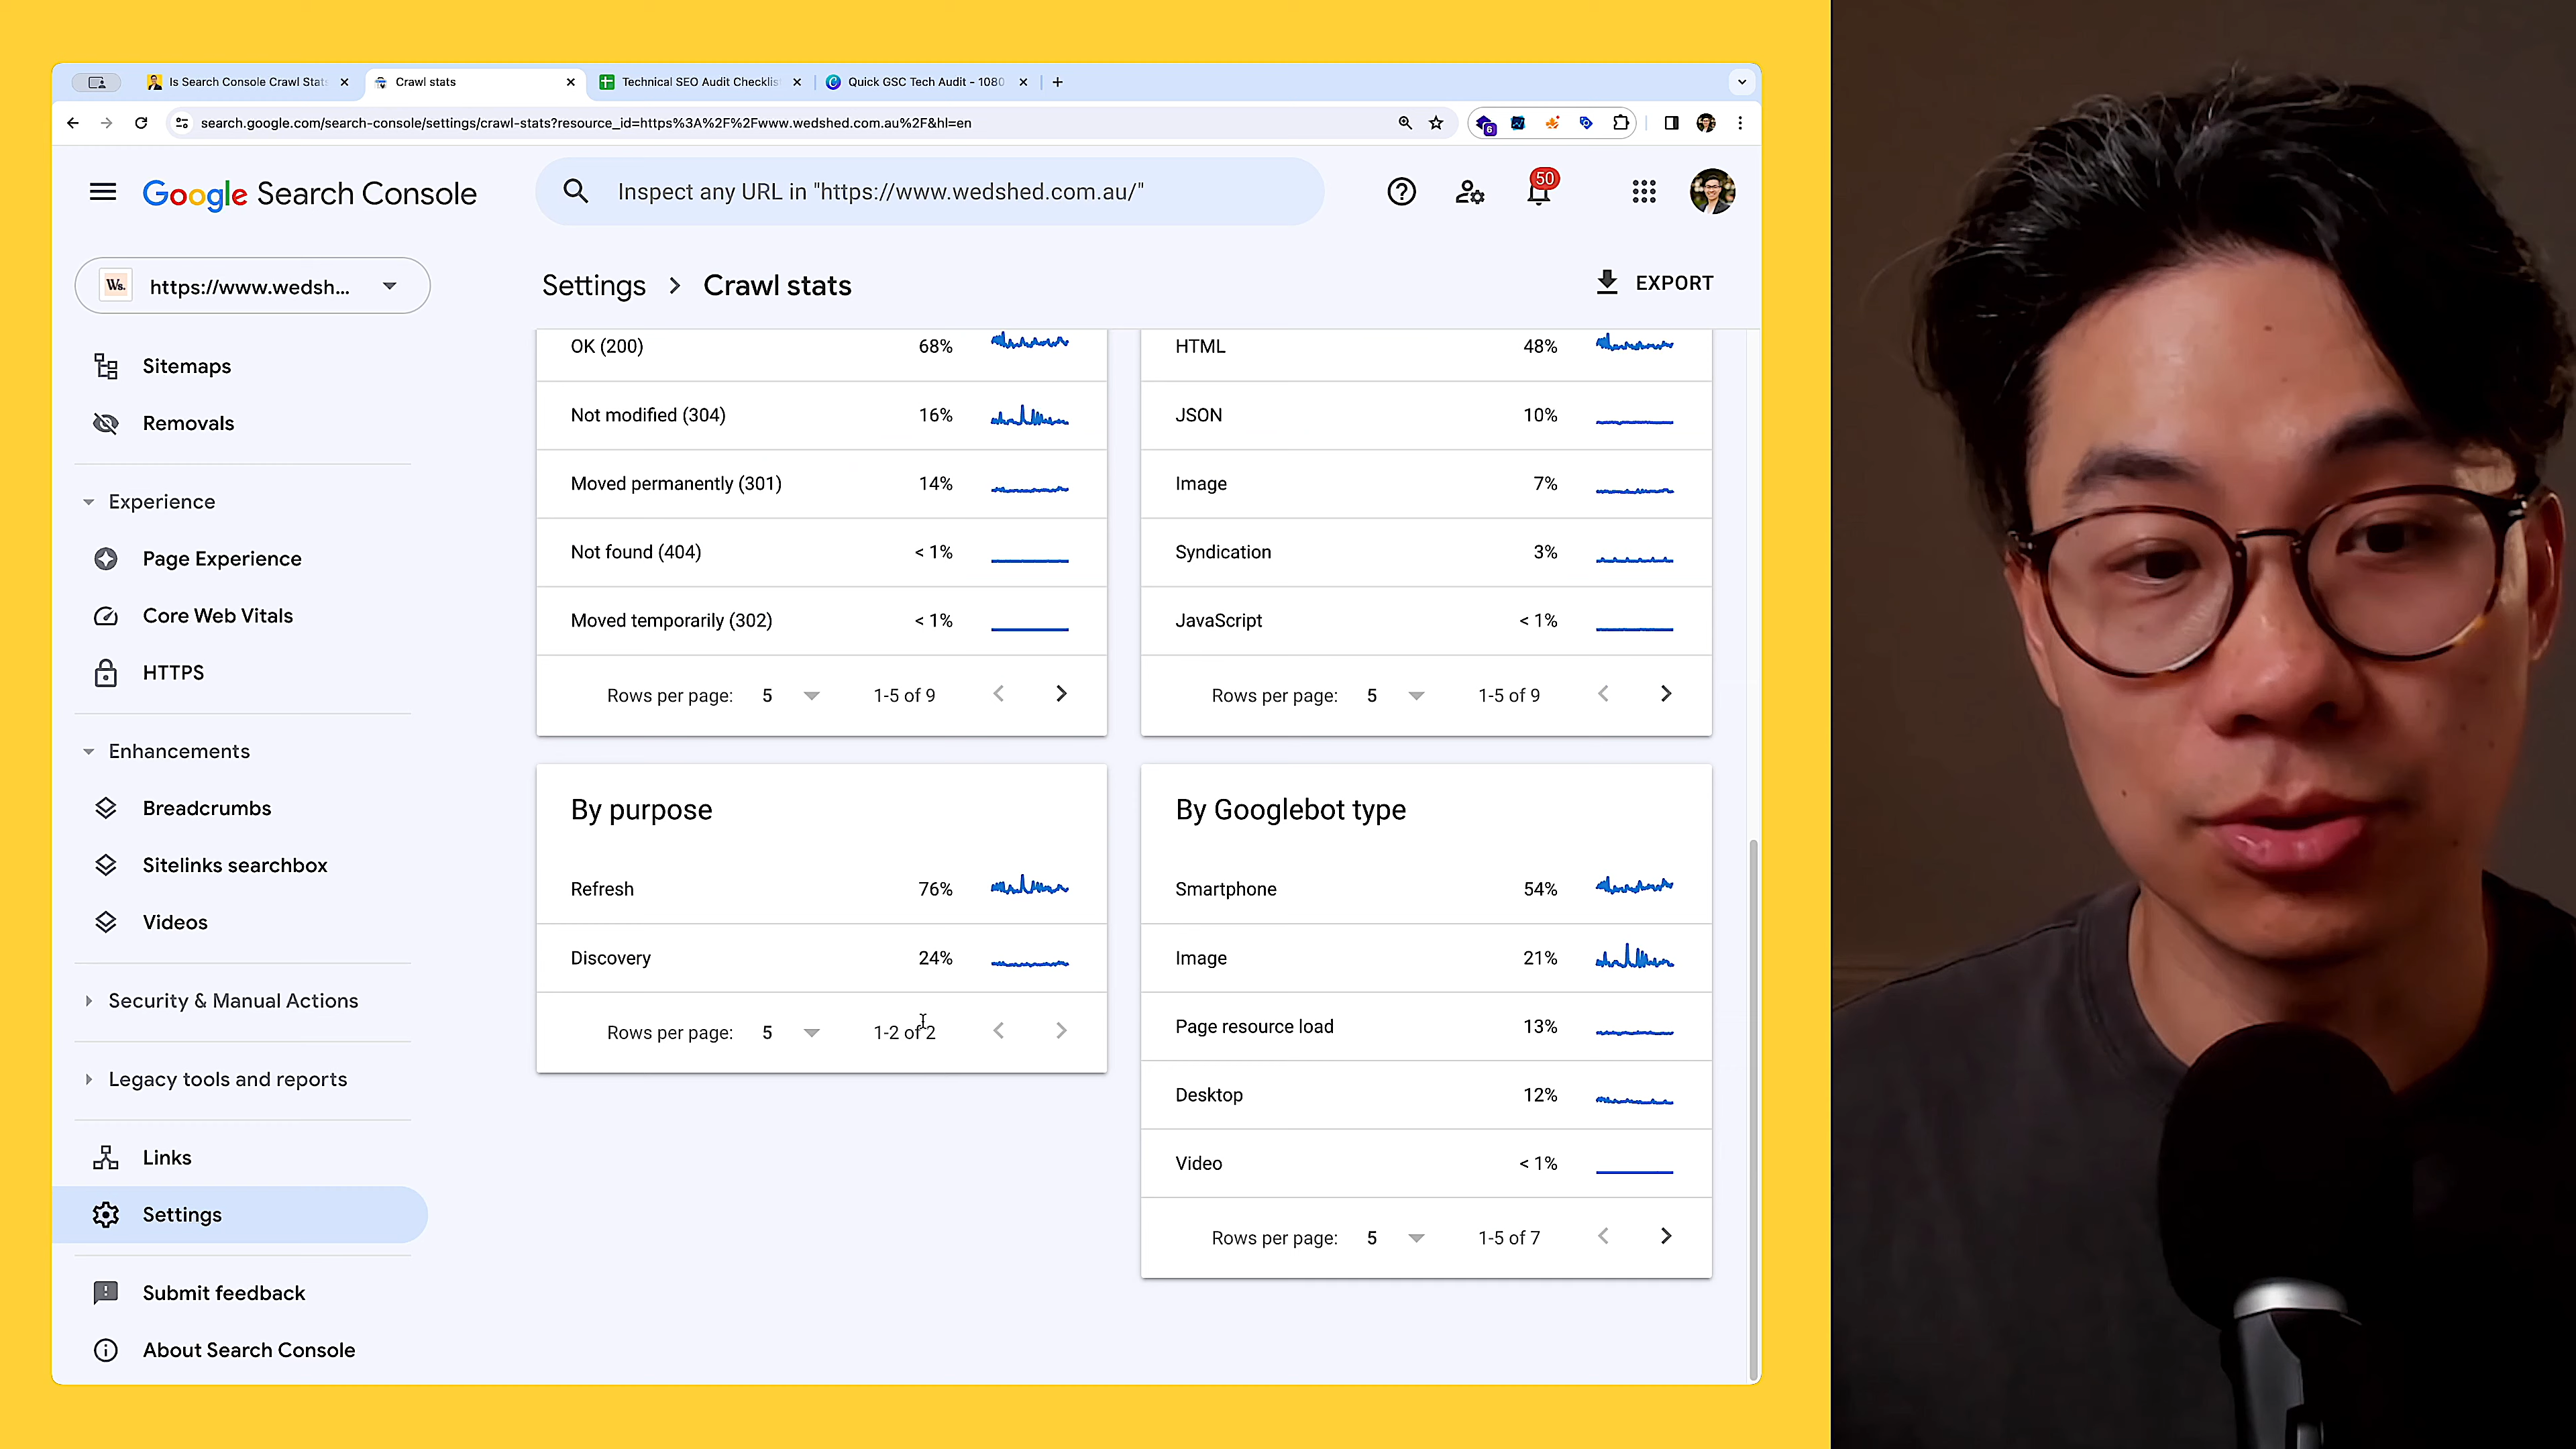 Is Search Console Crawl Stat
Crawl stats
Technical SEO Audit Checklis
Quick GSC Tech Audit - 1080
search.google.com/search-console/settings/crawl-stats?resource_id=https%3A%2F%2Fwww.wedshed.com.au%2F&hl=en
6
Google Search Console
Inspect any URL in "https://www.wedshed.com.au/"
50
Ws.
https://www.wedsh...
Settings > Crawl stats
EXPORT
Sitemaps
Removals
Experience
Page Experience
Core Web Vitals
HTTPS
Enhancements
Breadcrumbs
Sitelinks searchbox
Videos
Security & Manual Actions
Legacy tools and reports
Links
Settings
Submit feedback
About Search Console
OK (200) 68%
Not modified (304) 16%
Moved permanently (301) 14%
Not found (404) < 1%
Moved temporarily (302) < 1%
Rows per page: 5 1-5 of 9
HTML 48%
JSON 10%
Image 7%
Syndication 3%
JavaScript < 1%
Rows per page: 5 1-5 of 9
By purpose
Refresh 76%
Discovery 24%
Rows per page: 5 1-2 of 2
By Googlebot type
Smartphone 54%
Image 21%
Page resource load 13%
Desktop 12%
Video < 1%
Rows per page: 5 1-5 of 7